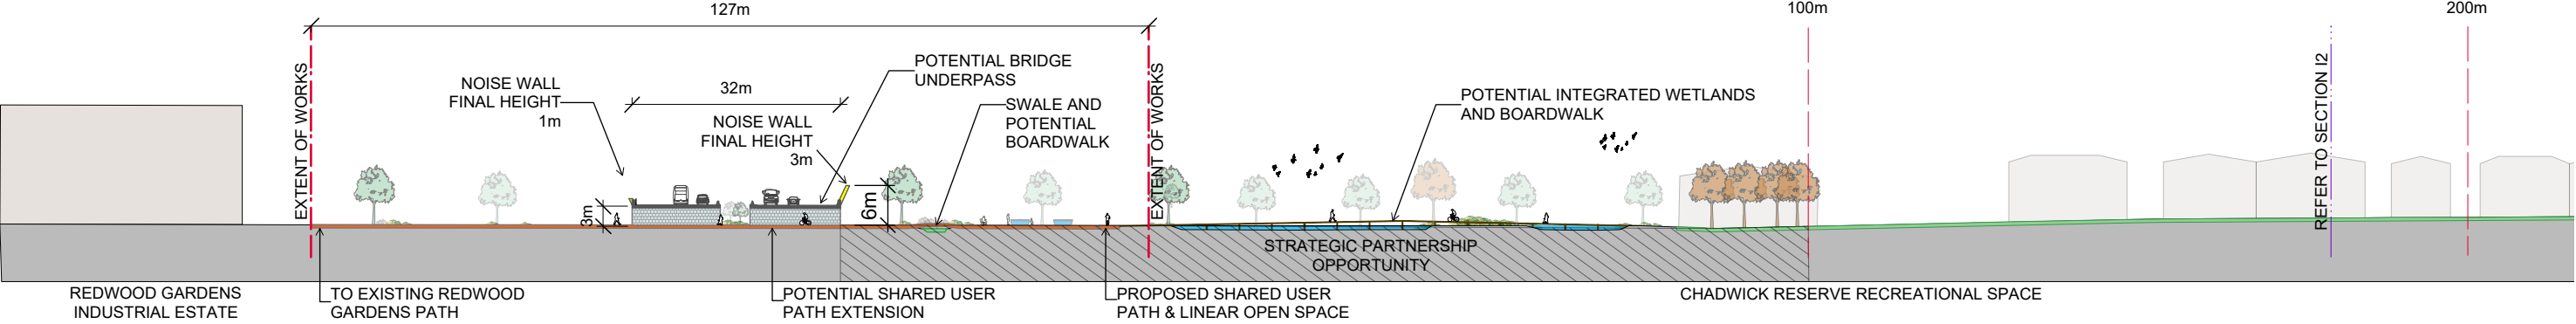 127m
100m
200m
EXTENT OF WORKS
NOISE WALL
FINAL HEIGHT
1m
32m
NOISE WALL
FINAL HEIGHT
3m
POTENTIAL BRIDGE
UNDERPASS
SWALE AND
POTENTIAL
BOARDWALK
EXTENT OF WORKS
POTENTIAL INTEGRATED WETLANDS
AND BOARDWALK
REFER TO SECTION I2
3m
6m
STRATEGIC PARTNERSHIP
OPPORTUNITY
REDWOOD GARDENS
INDUSTRIAL ESTATE
TO EXISTING REDWOOD
GARDENS PATH
POTENTIAL SHARED USER
PATH EXTENSION
PROPOSED SHARED USER
PATH & LINEAR OPEN SPACE
CHADWICK RESERVE RECREATIONAL SPACE